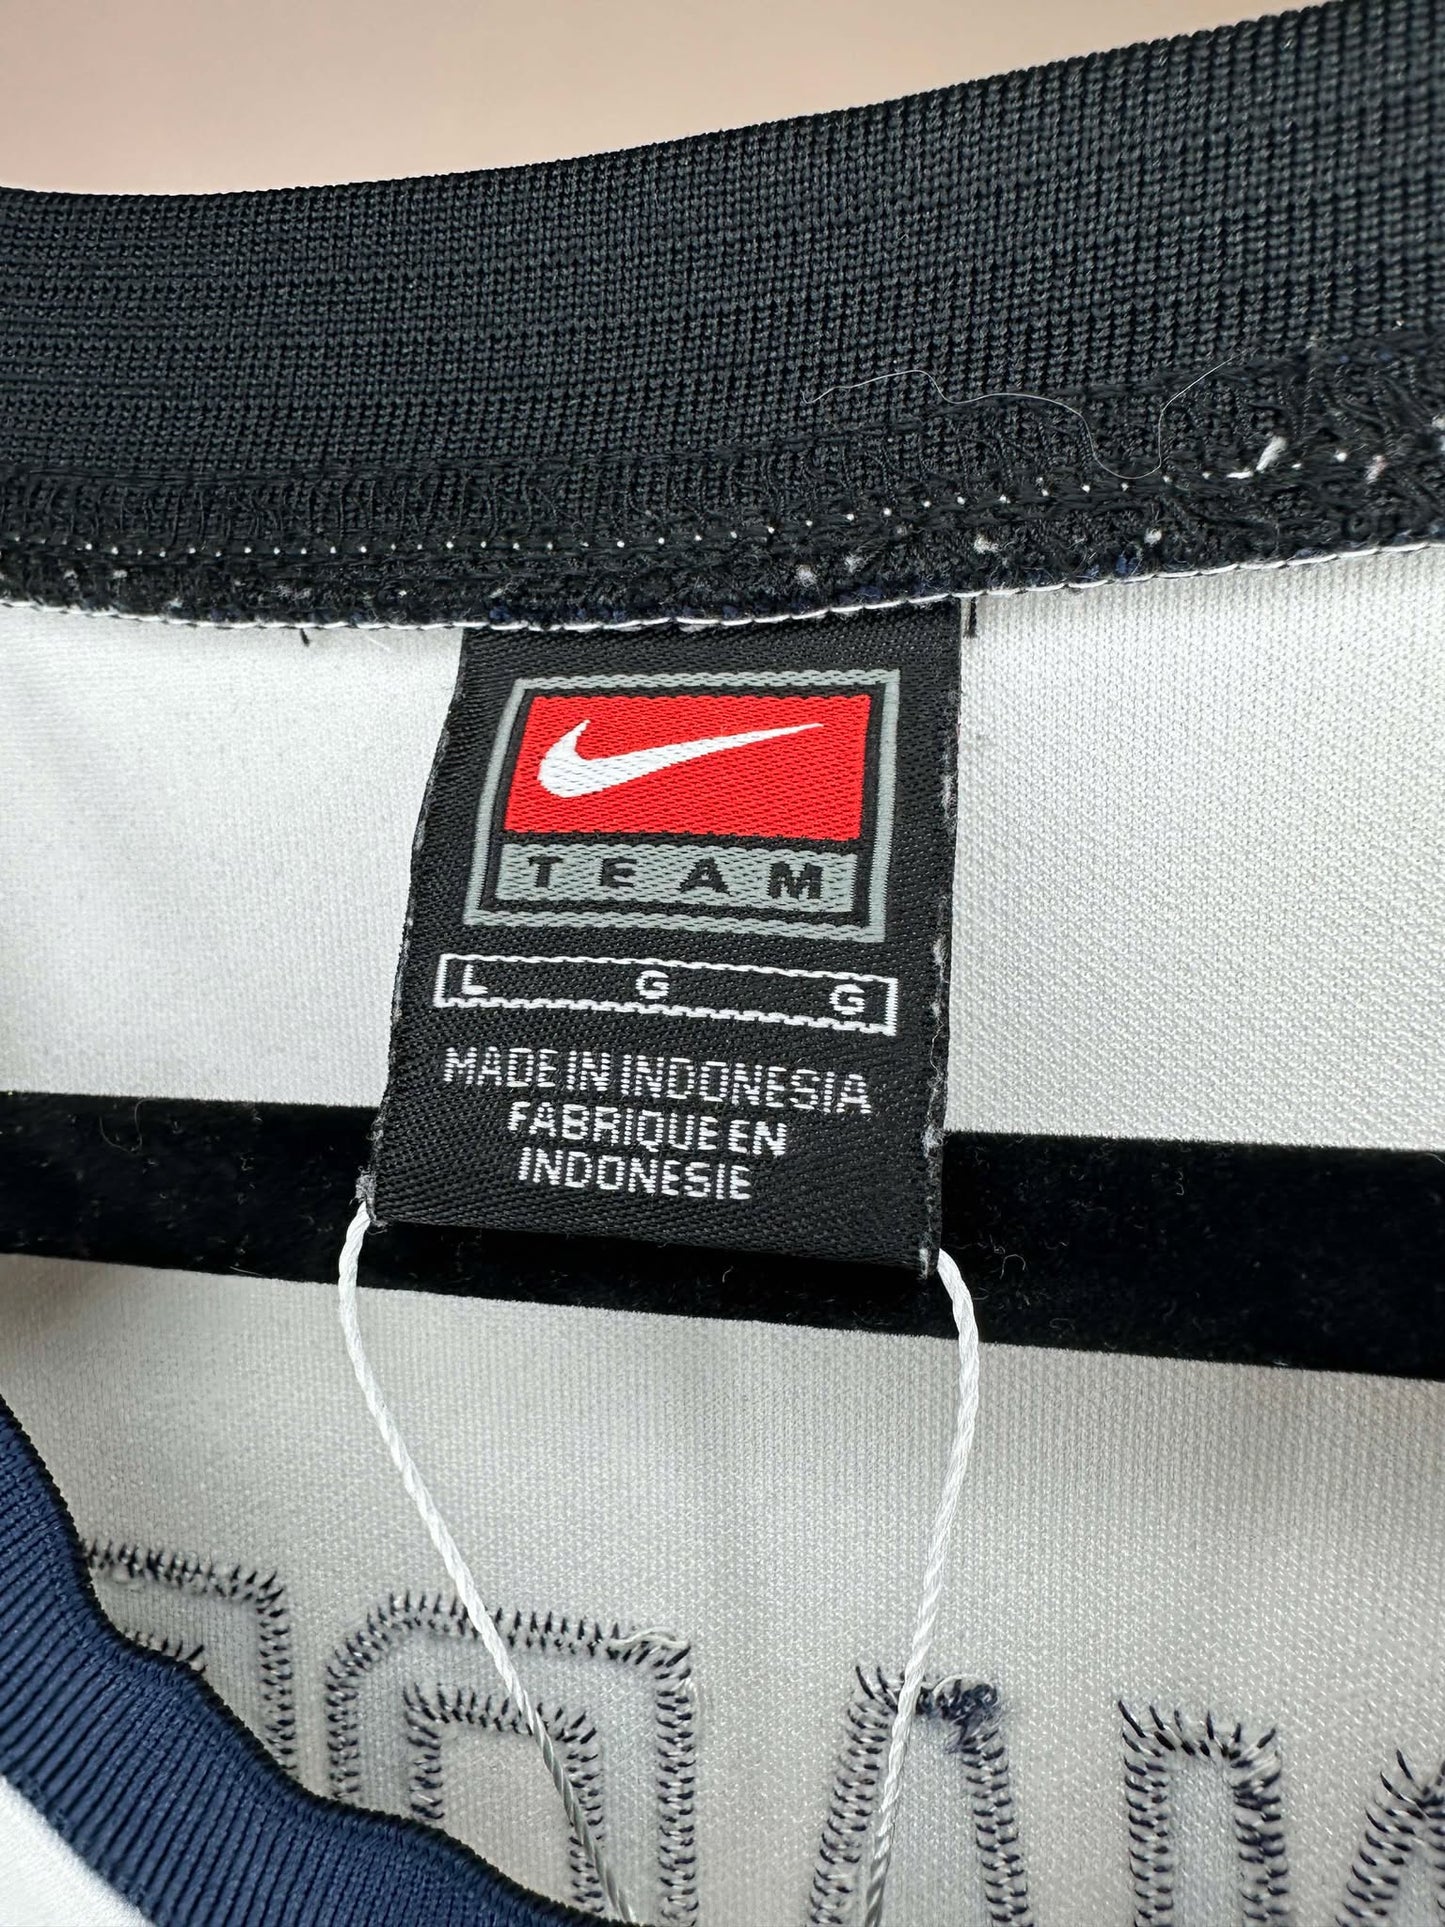 TEAM
L G G
MADE IN INDONESIA
FABRIQUE EN
INDONESIE